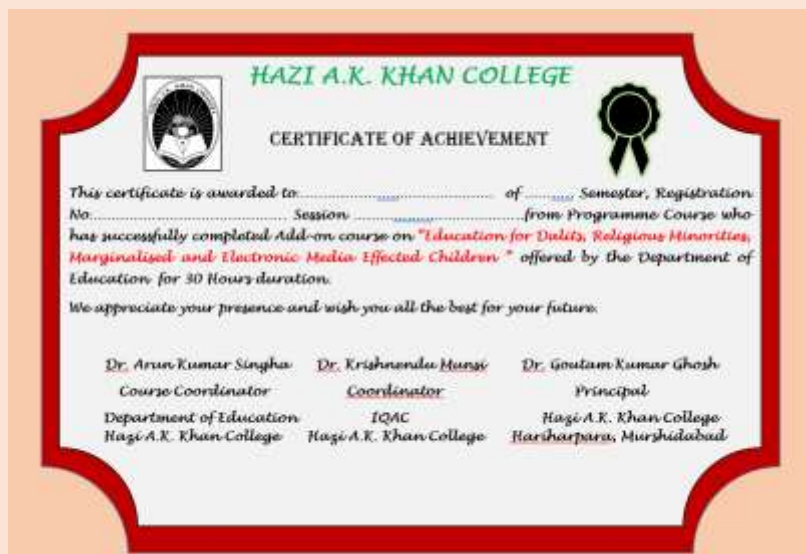 HAZI A.K. KHAN COLLEGE
CERTIFICATE OF ACHIEVEMENT
This certificate is awarded to.................................................. of ............ Semester, Registration
No.................................................... Session ...........................................from Programme Course who
has successfully completed Add-on course on "Education for Dalits, Religious Minorities,
Marginalised and Electronic Media Effected Children " offered by the Department of
Education for 30 Hours duration.
We appreciate your presence and wish you all the best for your future.
Dr. Arun Kumar Singha Dr. Krishnendu Munsi Dr. Goutam Kumar Ghosh
Course Coordinator Coordinator Principal
Department of Education IQAC Hazi A.K. Khan College
Hazi A.K. Khan College Hazi A.K. Khan College Hariharpara, Murshidabad